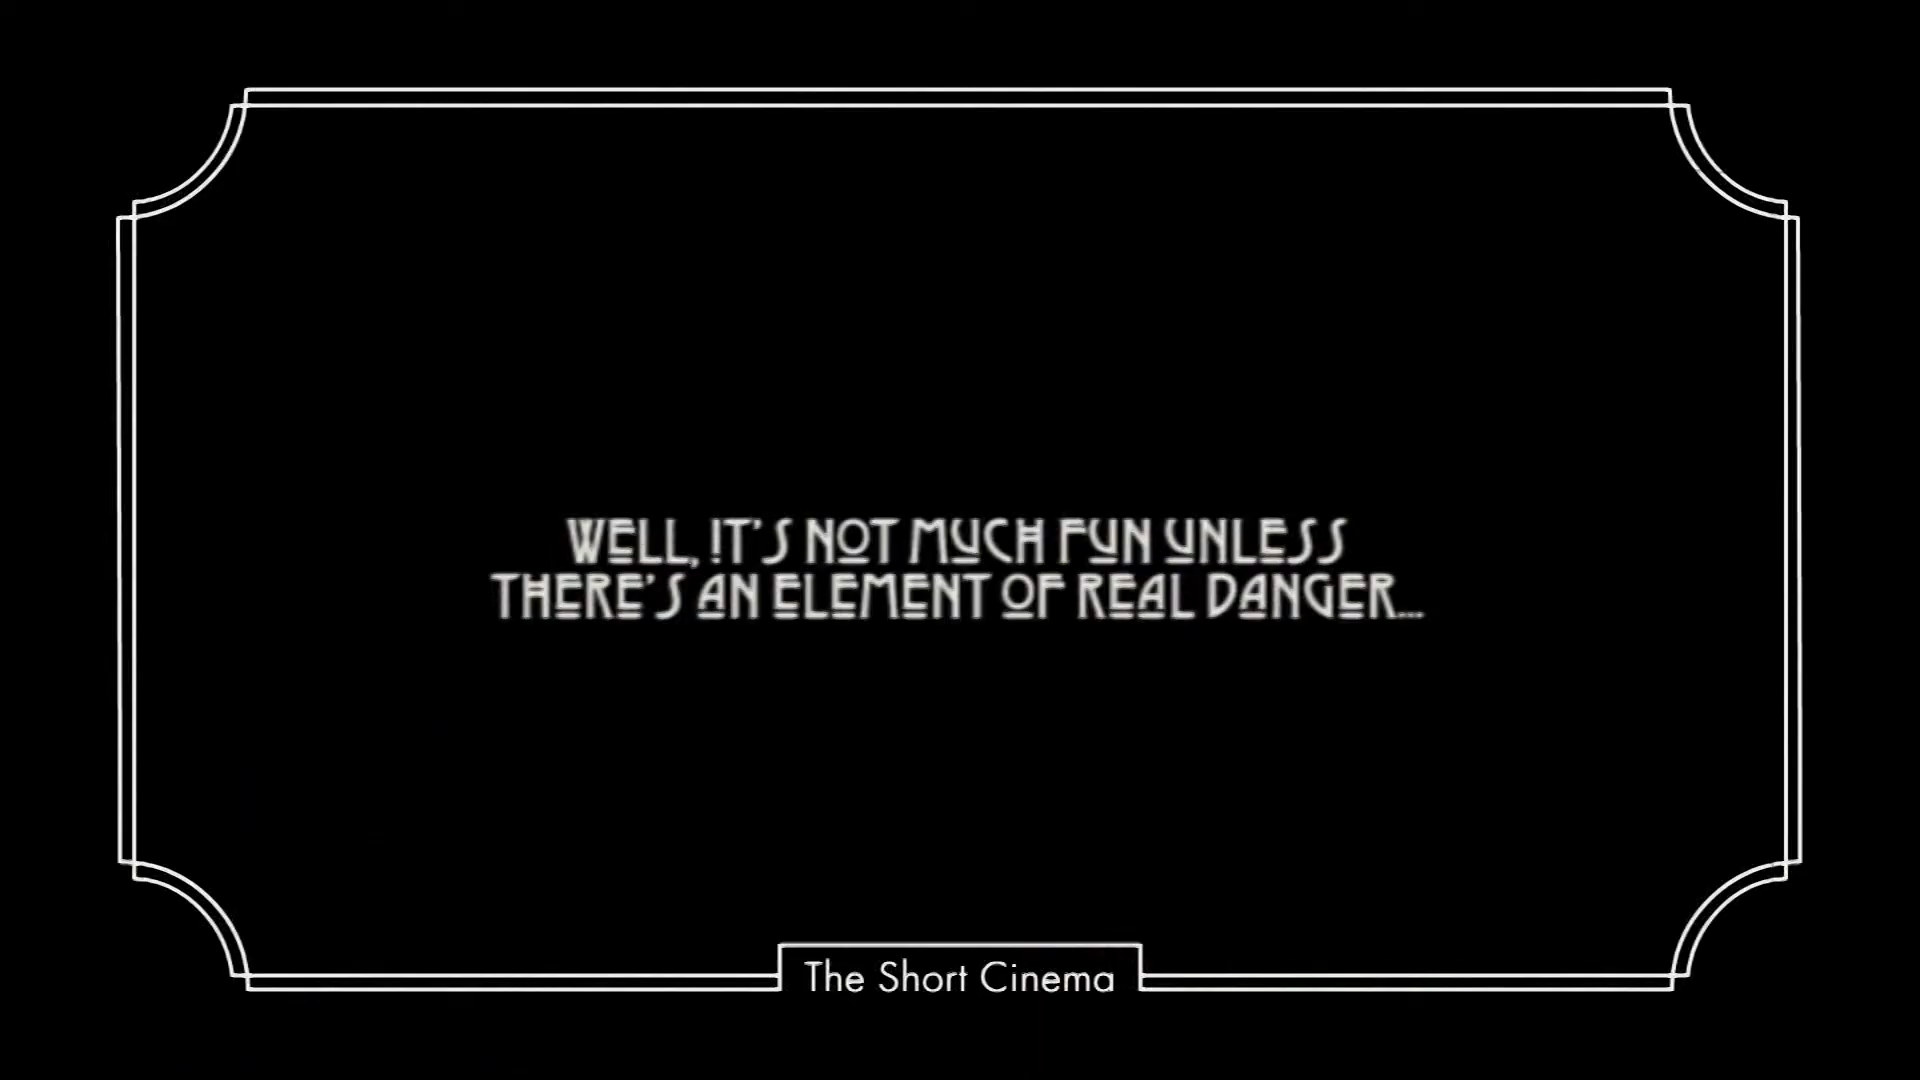 WELL, IT'S NOT MUCH FUN UNLESS
THERE'S AN ELEMENT OF REAL DANGER...
The Short Cinema